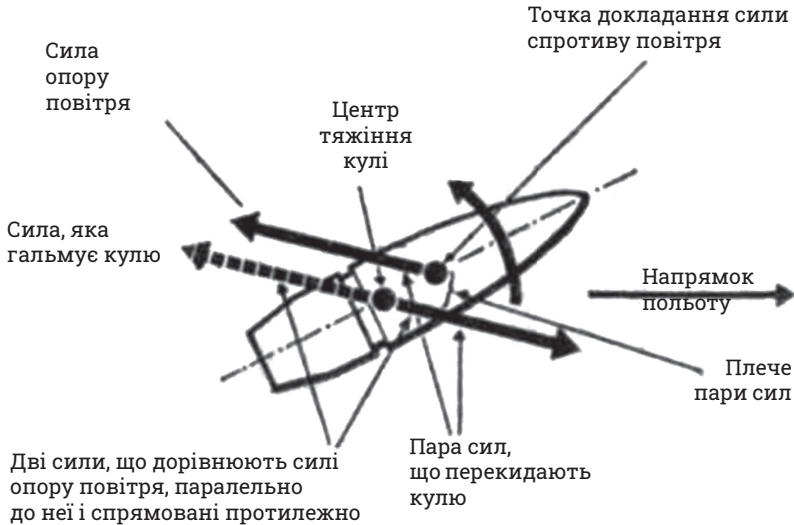 Точка докладання сили
спротиву повітря
Сила
опору
повітря
Центр
тяжіння
кулі
Сила, яка
гальмує кулю
Напрямок
польоту
Плече
пари сил
Дві сили, що дорівнюють силі
опору повітря, паралельно
до неї і спрямовані протилежно
Пара сил,
що перекидають
кулю